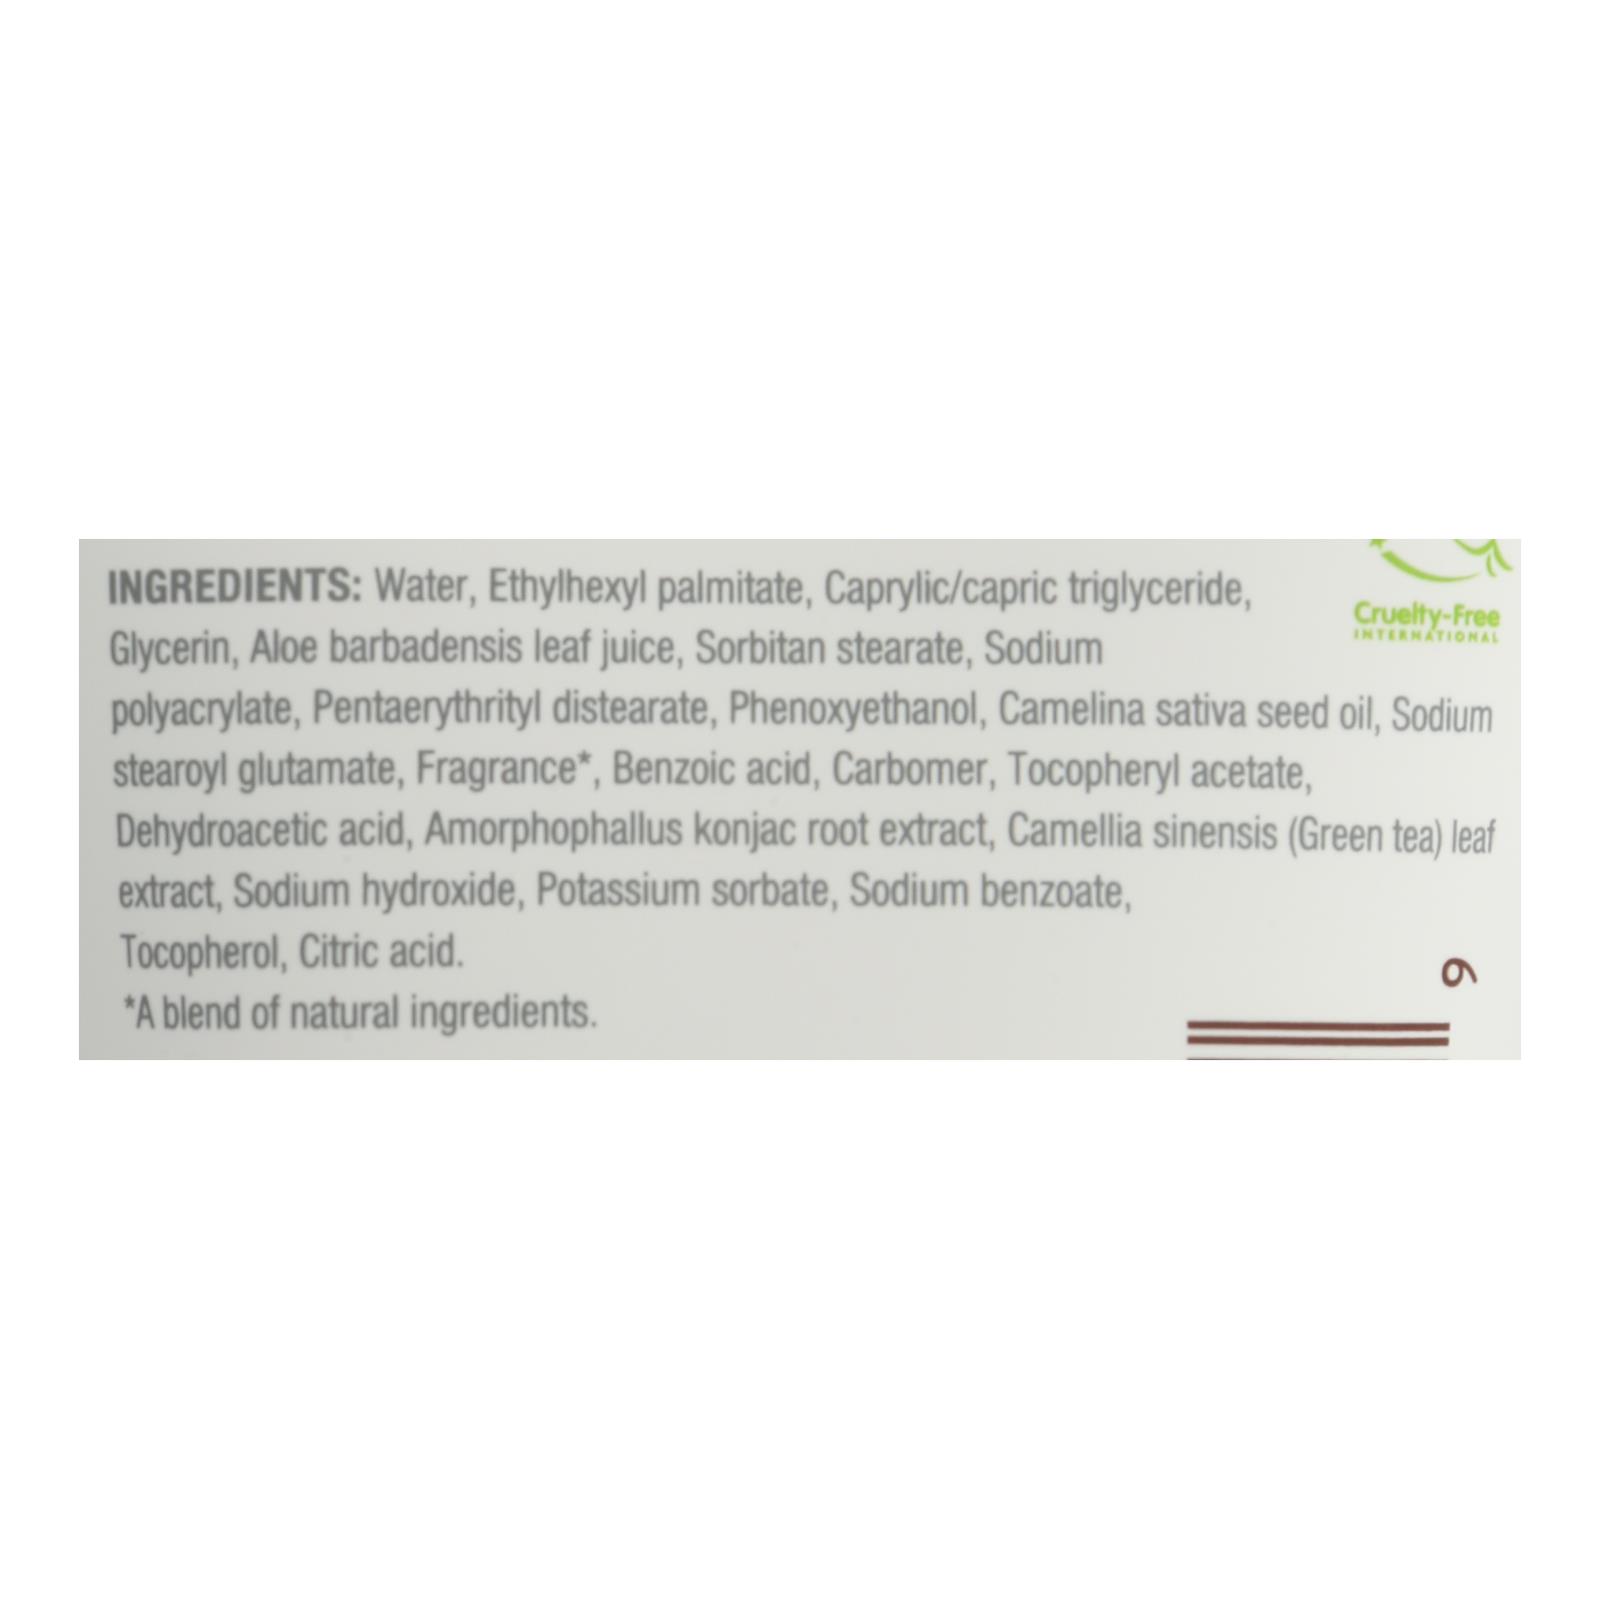 INGREDIENTS: Water, Ethylhexyl palmitate, Caprylic/capric triglyceride,
Glycerin, Aloe barbadensis leaf juice, Sorbitan stearate, Sodium
polyacrylate, Pentaerythrityl distearate, Phenoxyethanol, Camelina sativa seed oil, Sodium
stearoyl glutamate, Fragrance*, Benzoic acid, Carbomer, Tocopheryl acetate,
Dehydroacetic acid, Amorphophallus konjac root extract, Camellia sinensis (Green tea) leaf
extract, Sodium hydroxide, Potassium sorbate, Sodium benzoate,
Tocopherol, Citric acid.
*A blend of natural ingredients.
Cruelty-Free
INTERNATIONAL
6